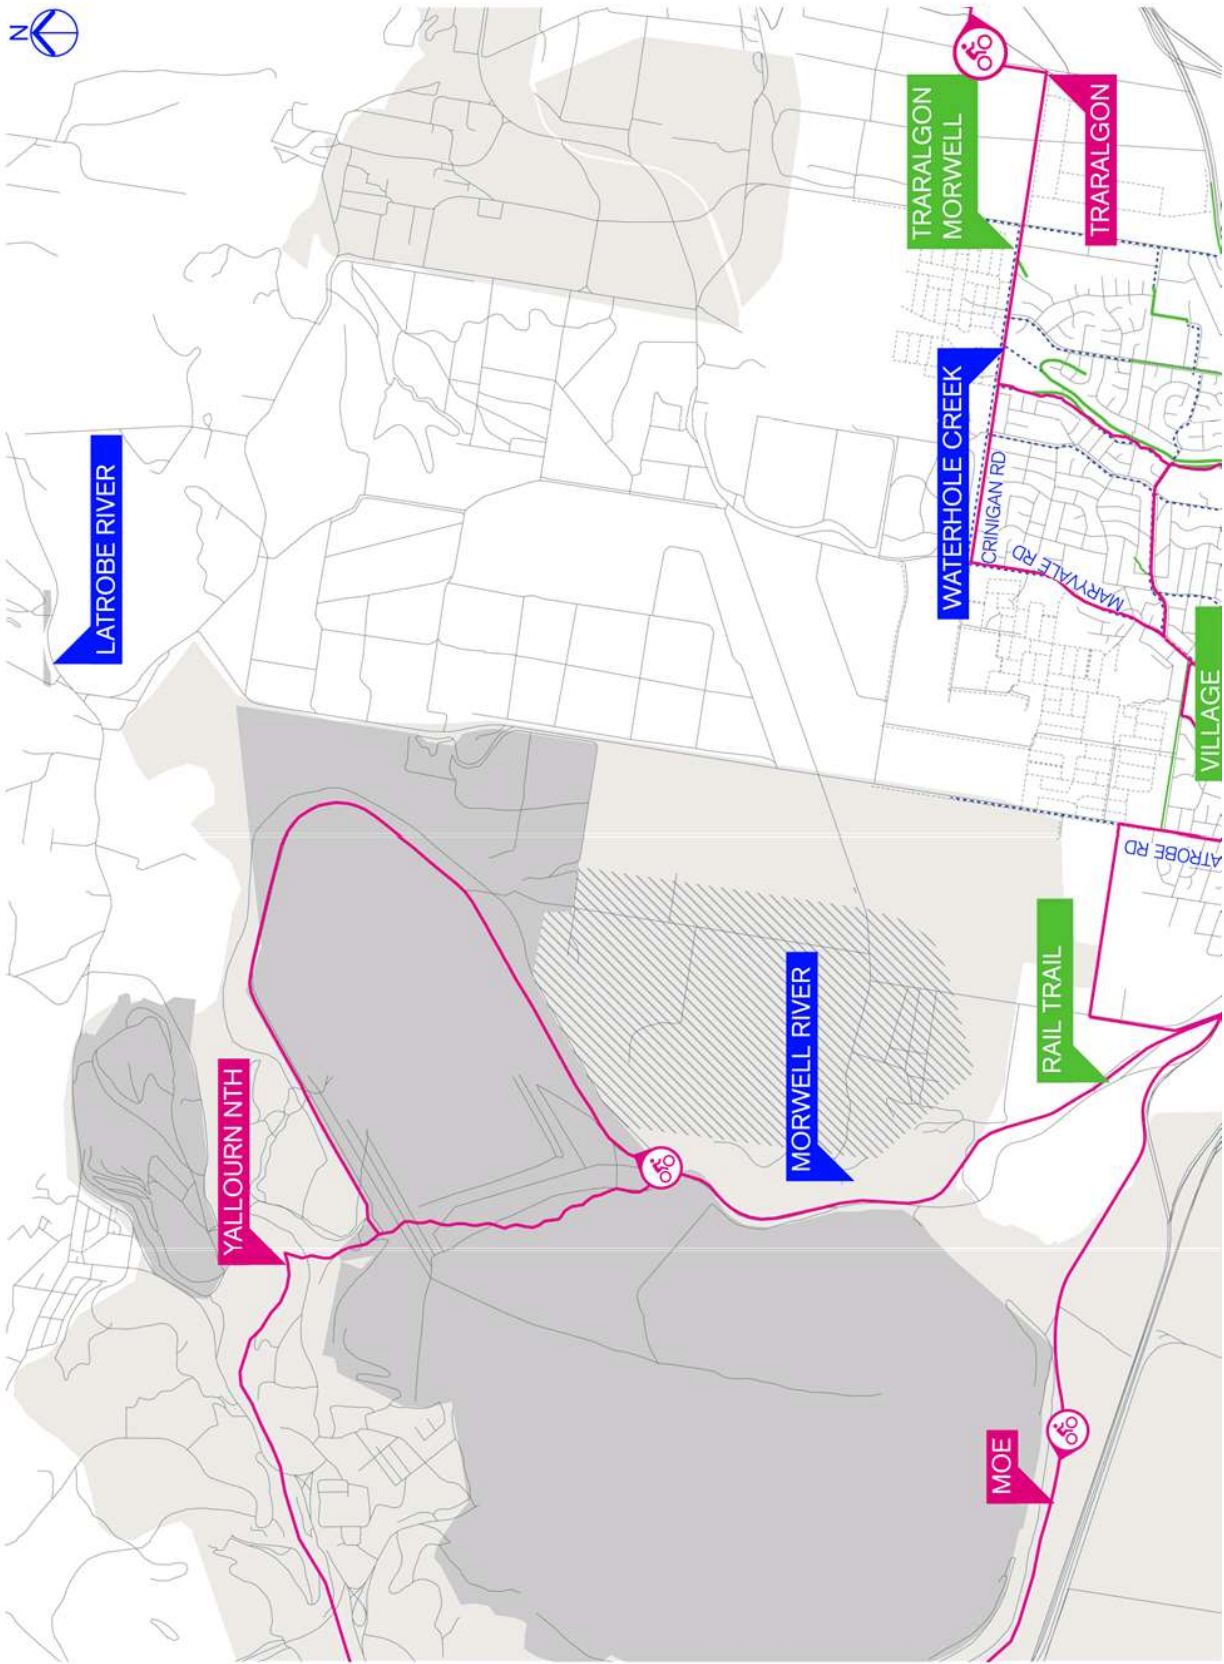 N
LATROBE RIVER
YALLOURN NTH
TRARALGON
MORWELL
TRARALGON
WATERHOLE CREEK
CRINIGAN RD
MARYVALE RD
VILLAGE
ATROBE RD
RAIL TRAIL
MORWELL RIVER
MOE